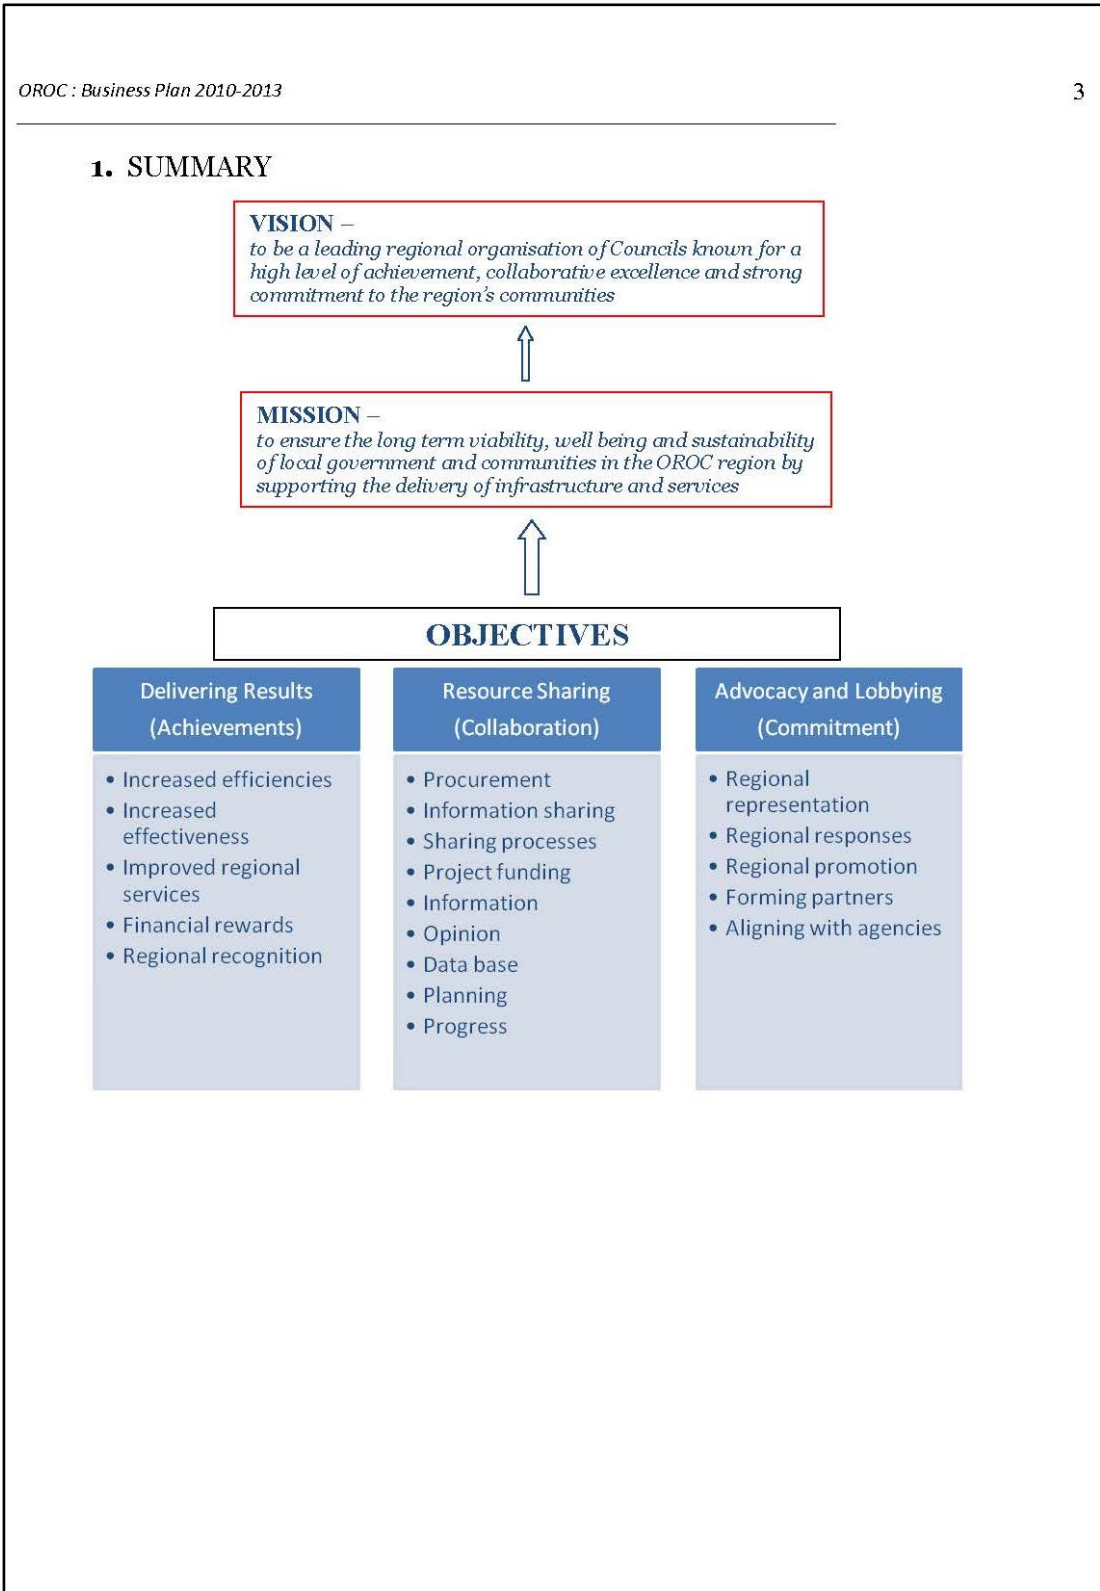 OROC : Business Plan 2010-2013
3
1. SUMMARY
VISION –
to be a leading regional organisation of Councils known for a
high level of achievement, collaborative excellence and strong
commitment to the region's communities
MISSION –
to ensure the long term viability, well being and sustainability
of local government and communities in the OROC region by
supporting the delivery of infrastructure and services
OBJECTIVES
Delivering Results
(Achievements)
• Increased efficiencies
• Increased
effectiveness
• Improved regional
services
• Financial rewards
• Regional recognition
Resource Sharing
(Collaboration)
• Procurement
• Information sharing
• Sharing processes
• Project funding
• Information
• Opinion
• Data base
• Planning
• Progress
Advocacy and Lobbying
(Commitment)
• Regional
representation
• Regional responses
• Regional promotion
• Forming partners
• Aligning with agencies